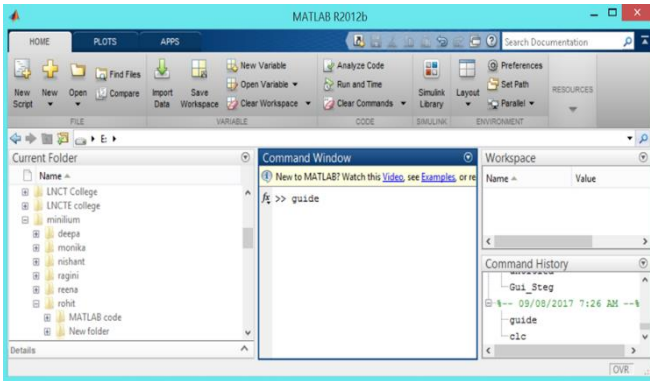 MATLAB R2012b
HOME PLOTS APPS Search Documentation
New Script New Open Find Files Compare Import Data Save Workspace New Variable Open Variable Clear Workspace Analyze Code Run and Time Clear Commands Simulink Library Layout Preferences Set Path Parallel RESOURCES
FILE VARIABLE CODE SIMULINK ENVIRONMENT
E:
Current Folder
Name
LNCT College
LNCTE college
minilium
deepa
monika
nishant
ragini
reena
rohit
MATLAB code
New folder
Details
Command Window
New to MATLAB? Watch this Video, see Examples, or re
fx >> guide
Workspace
Name Value
Command History
Gui_Steg
%-- 09/08/2017 7:26 AM --%
guide
clc
OVR